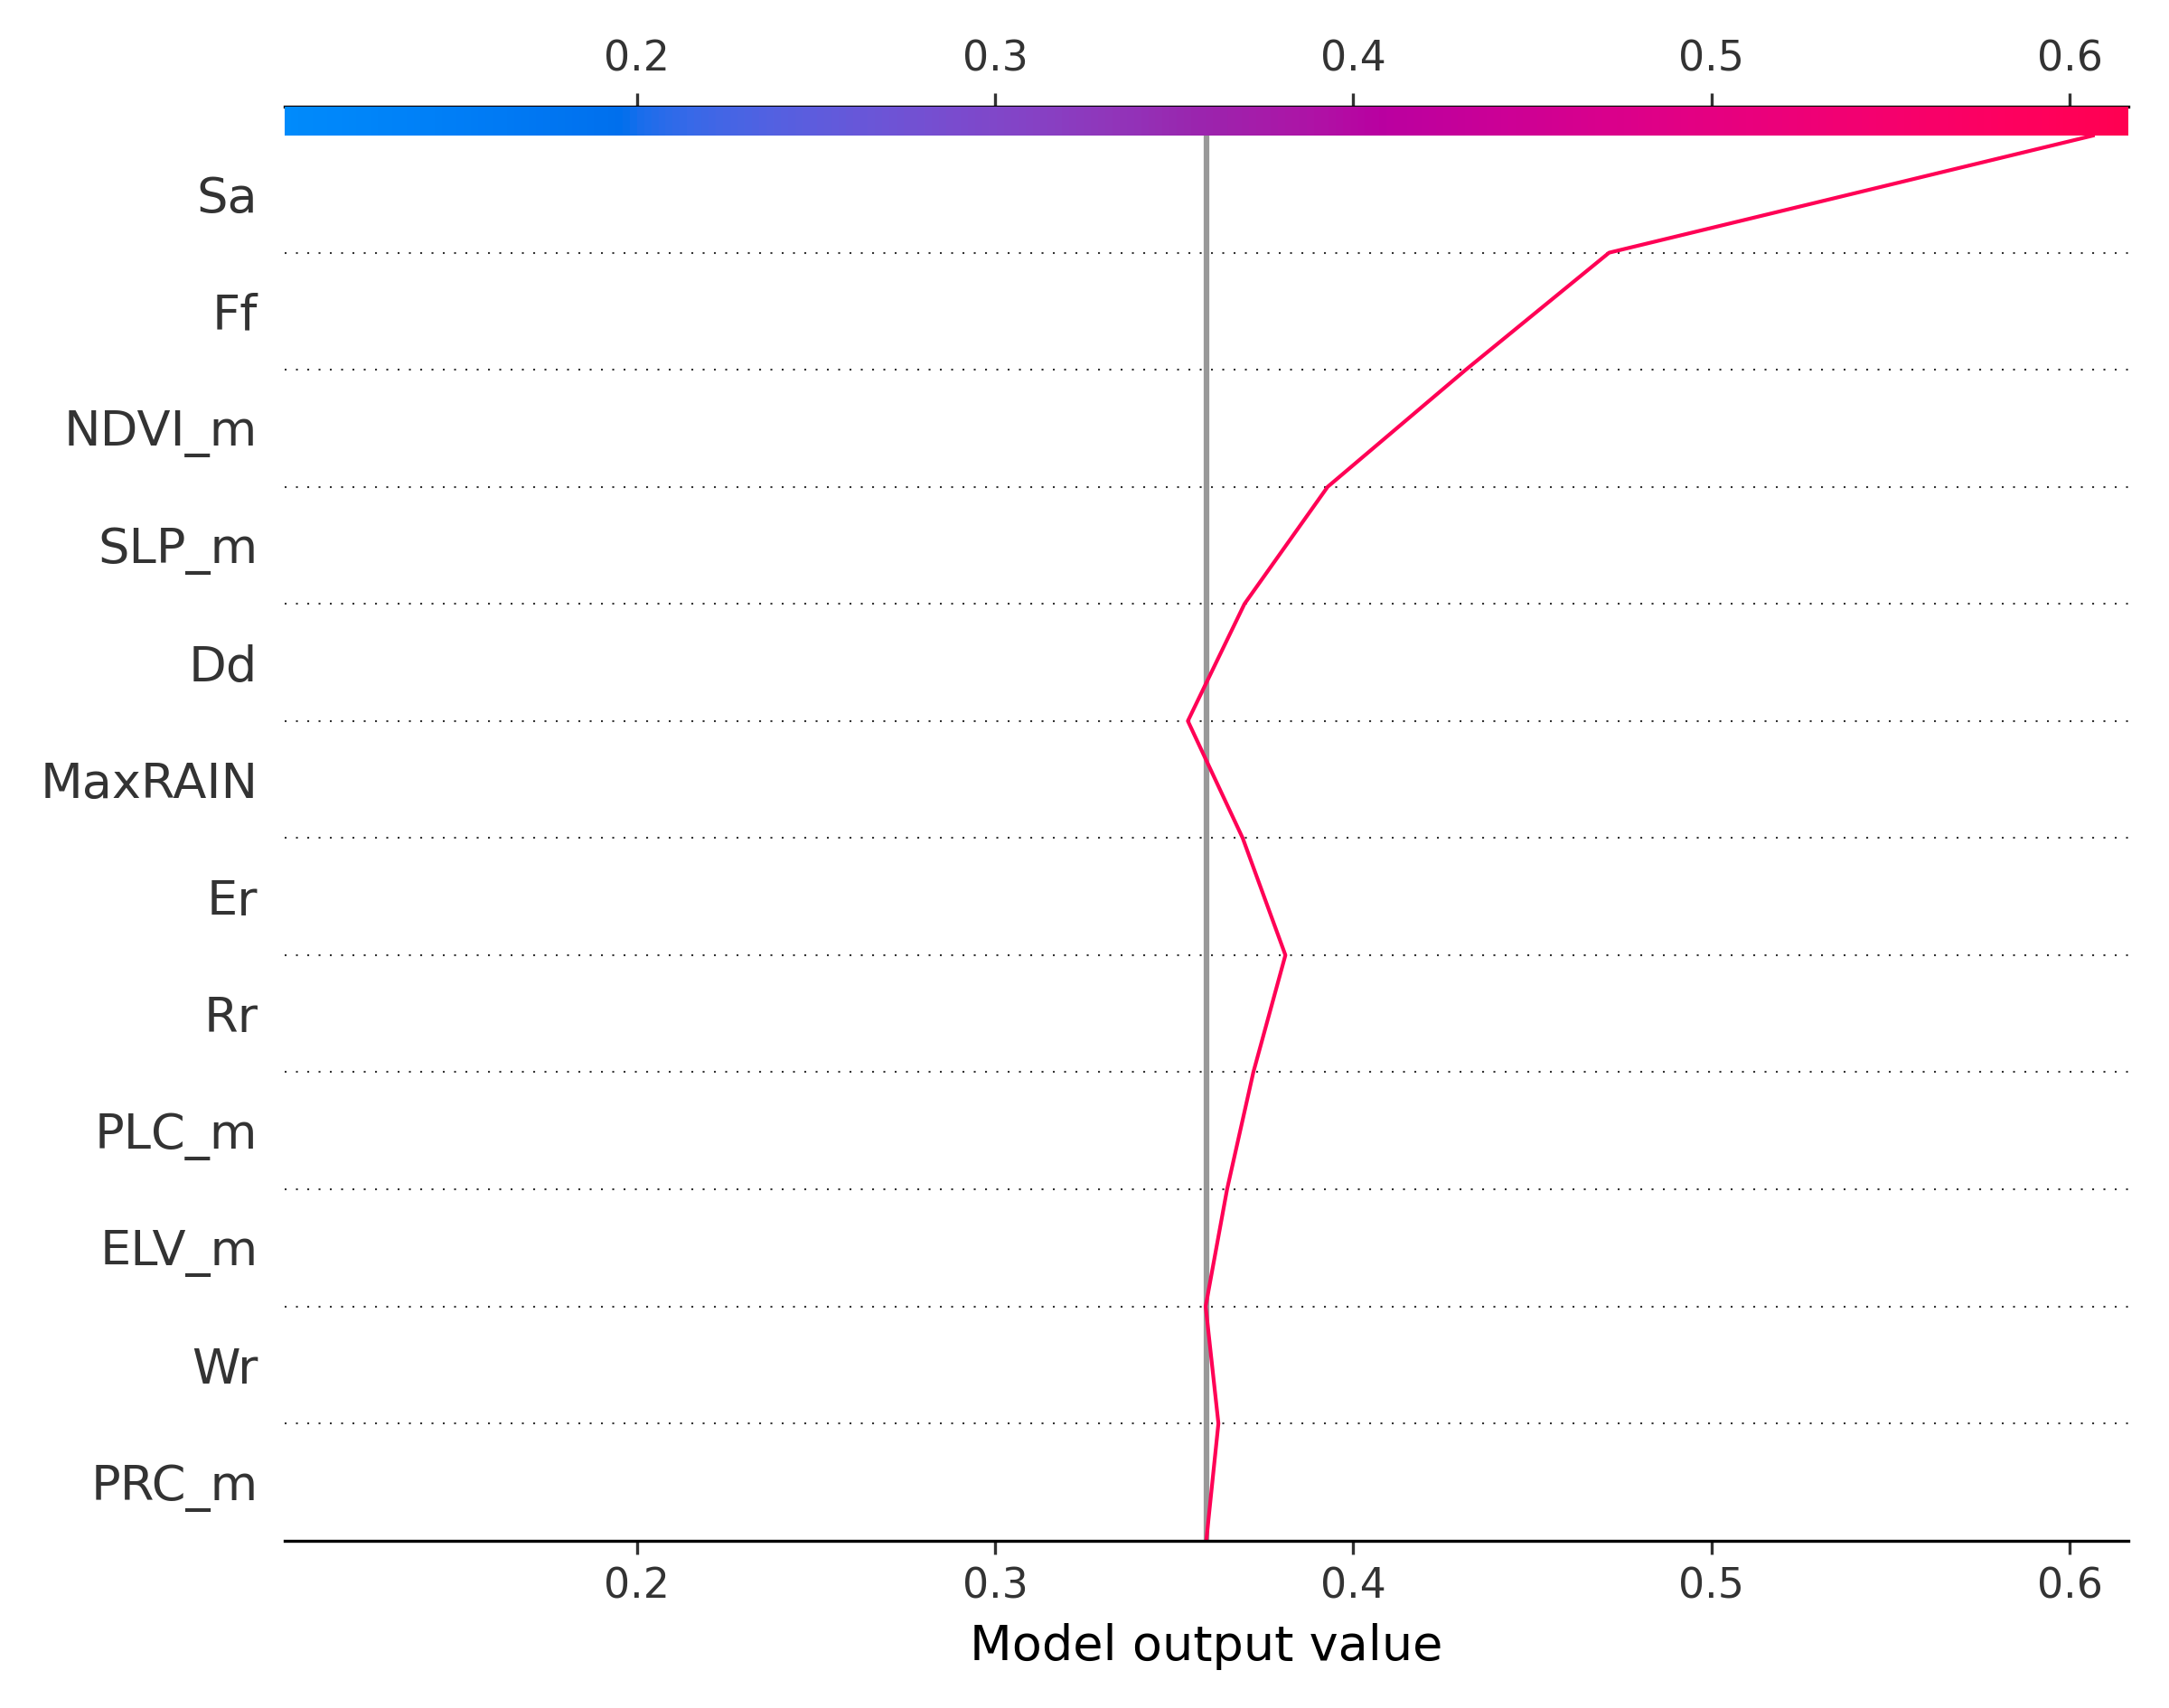 0.2 0.3 0.4 0.5 0.6
Sa
Ff
NDVI_m
SLP_m
Dd
MaxRAIN
Er
Rr
PLC_m
ELV_m
Wr
PRC_m
0.2 0.3 0.4 0.5 0.6
Model output value